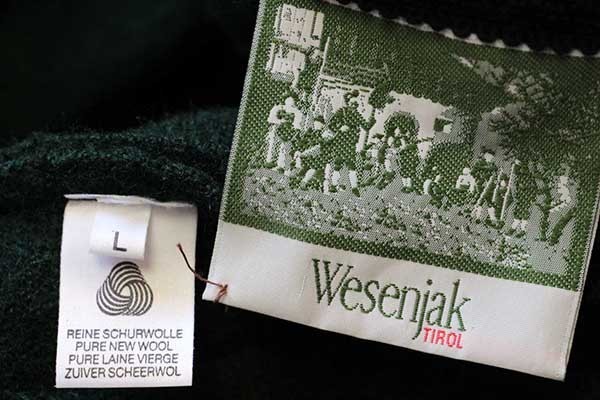 L
REINE SCHURWOLLE
PURE NEW WOOL
PURE LAINE VIERGE
ZUIVER SCHEERWOL
Wesenjak
TIROL